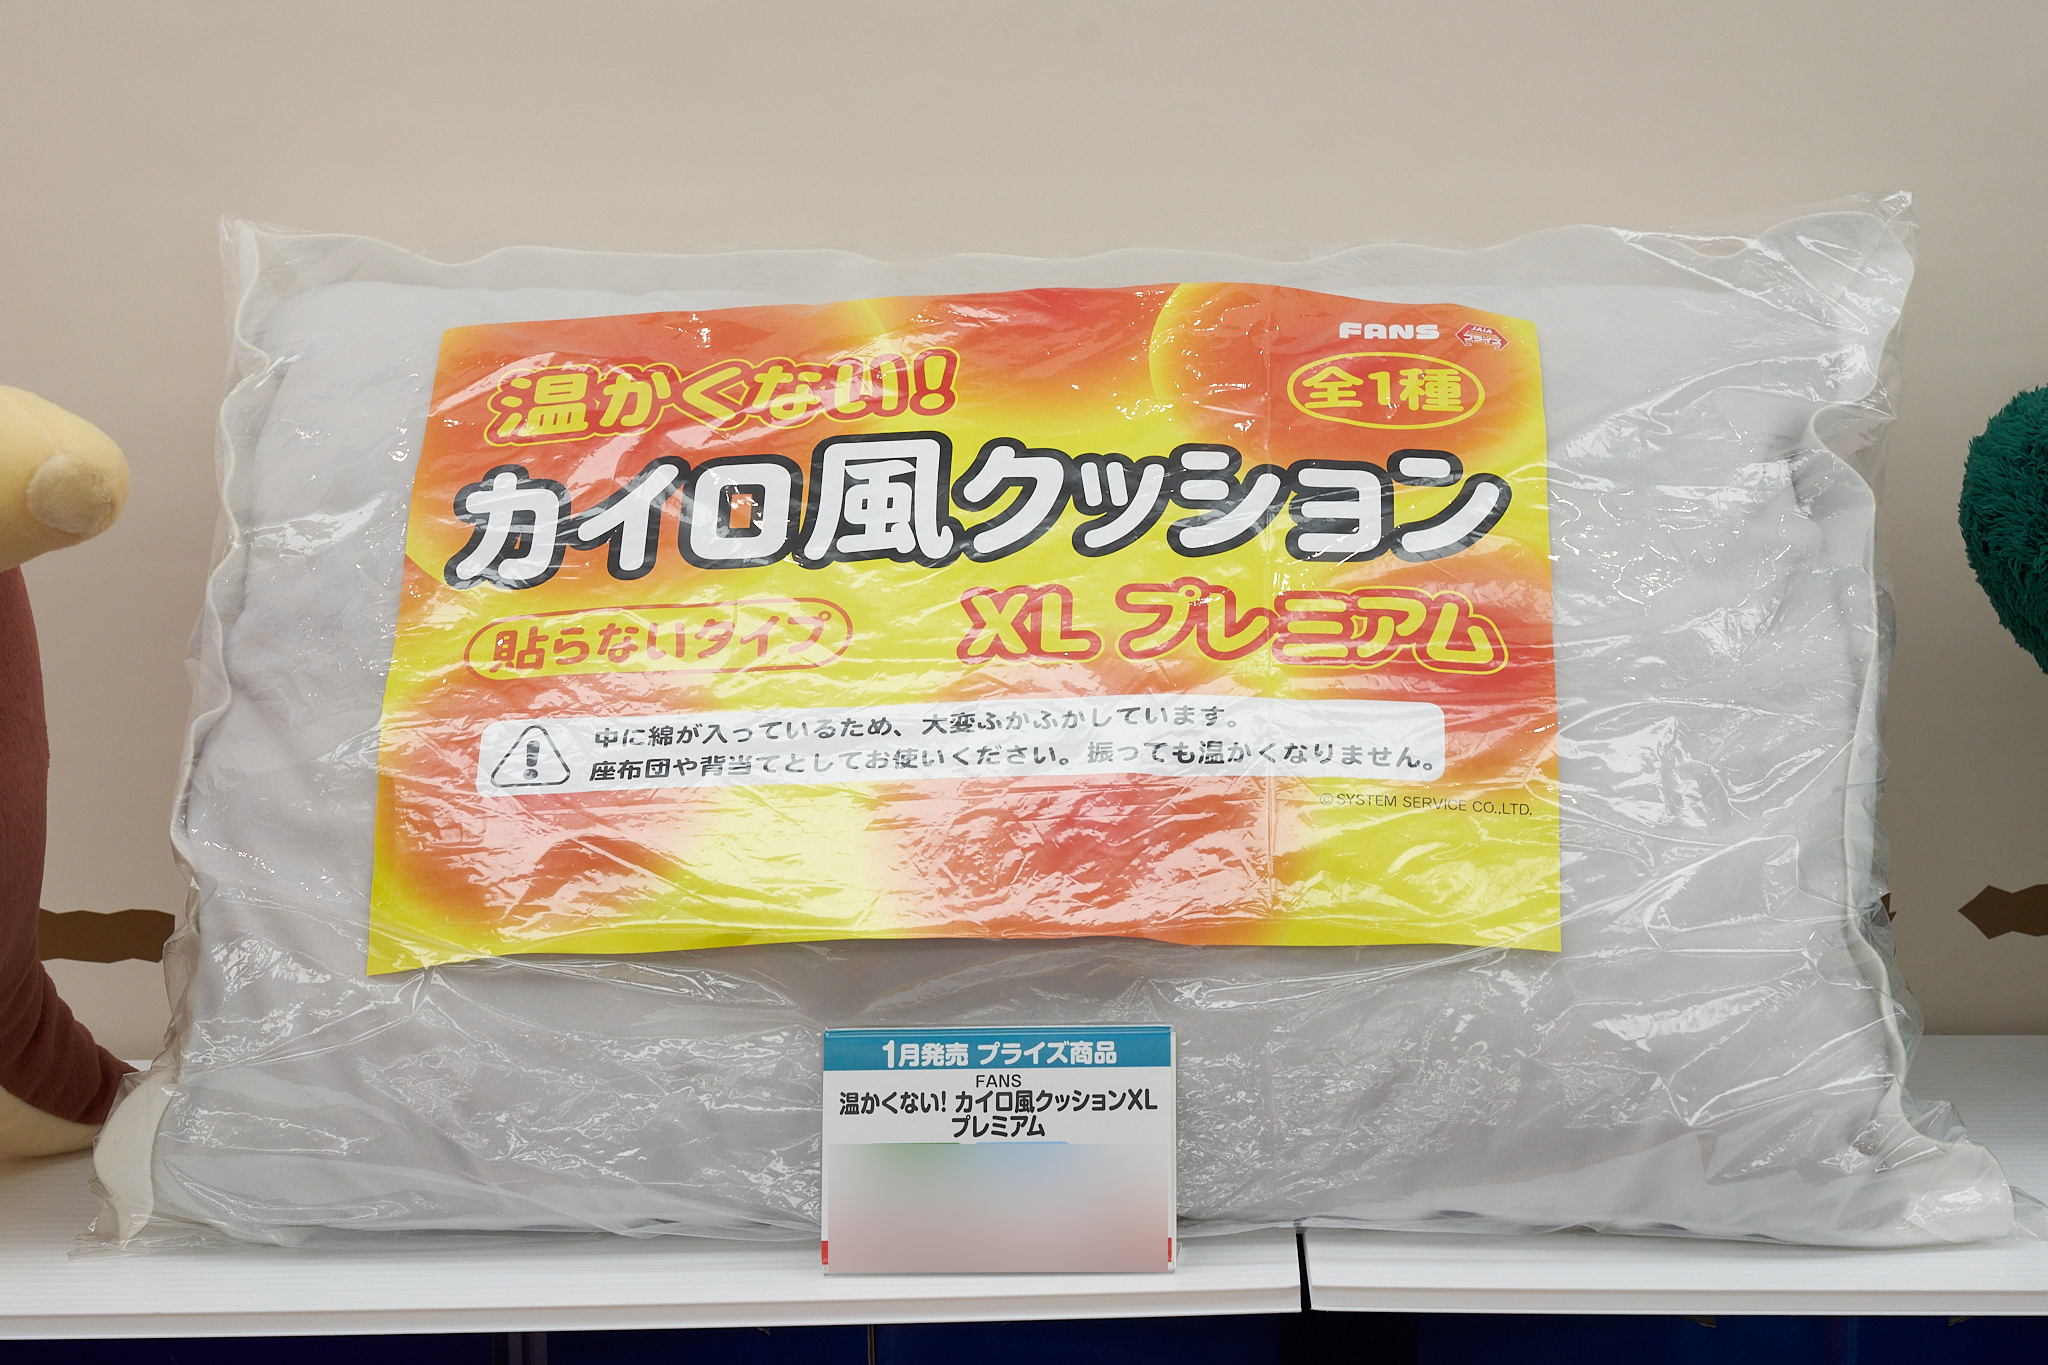 FANS
JAIA
プライズ
温かくない!
全1種
カイロ風クッション
貼らないタイプ
XL プレミアム
中に綿が入っているため、大変ふかふかしています。
座布団や背当てとしてお使いください。振っても温かくなりません。
©SYSTEM SERVICE CO.,LTD.
1月発売 プライズ商品
FANS
温かくない! カイロ風クッションXL
プレミアム